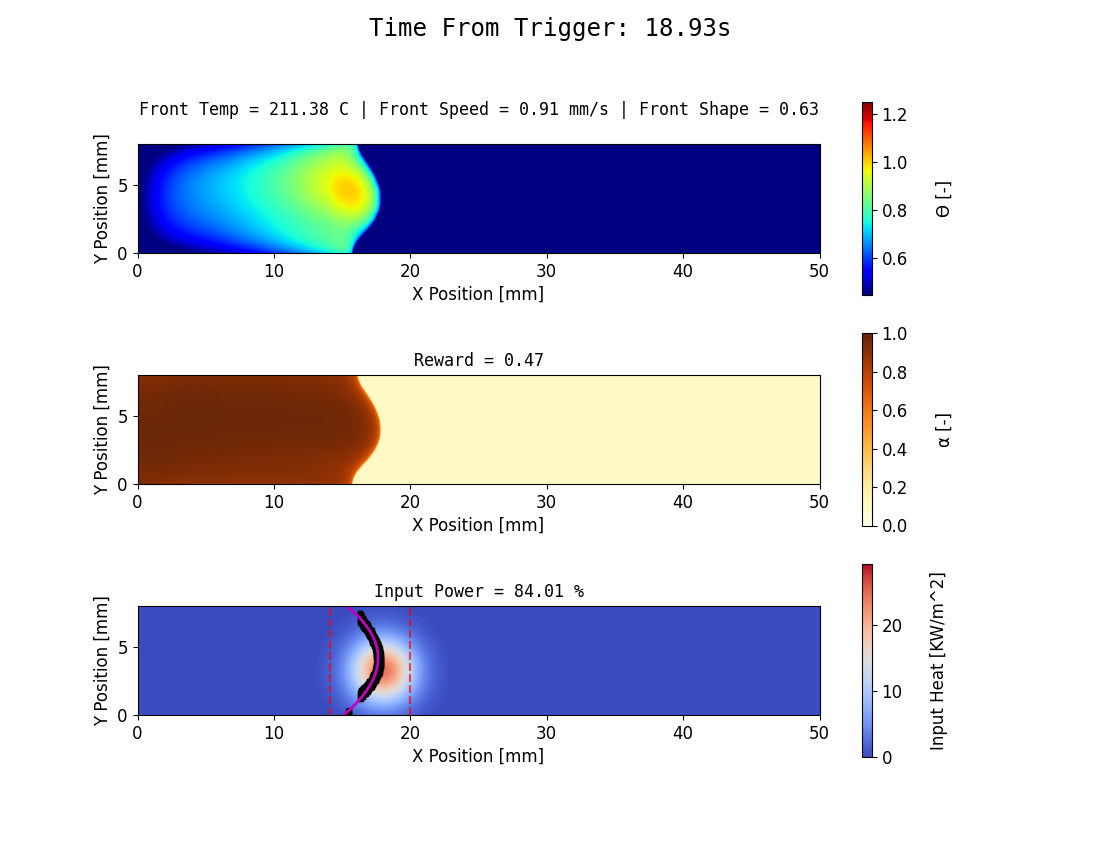 Time From Trigger: 18.93s
Front Temp = 211.38 C | Front Speed = 0.91 mm/s | Front Shape = 0.63
Y Position [mm]
5
0
0 10 20 30 40 50
X Position [mm]
1.2
1.0
0.8
0.6
Θ [-]
Reward = 0.47
Y Position [mm]
5
0
0 10 20 30 40 50
X Position [mm]
1.0
0.8
0.6
0.4
0.2
0.0
α [-]
Input Power = 84.01 %
Y Position [mm]
5
0
0 10 20 30 40 50
X Position [mm]
20
10
0
Input Heat [KW/m^2]